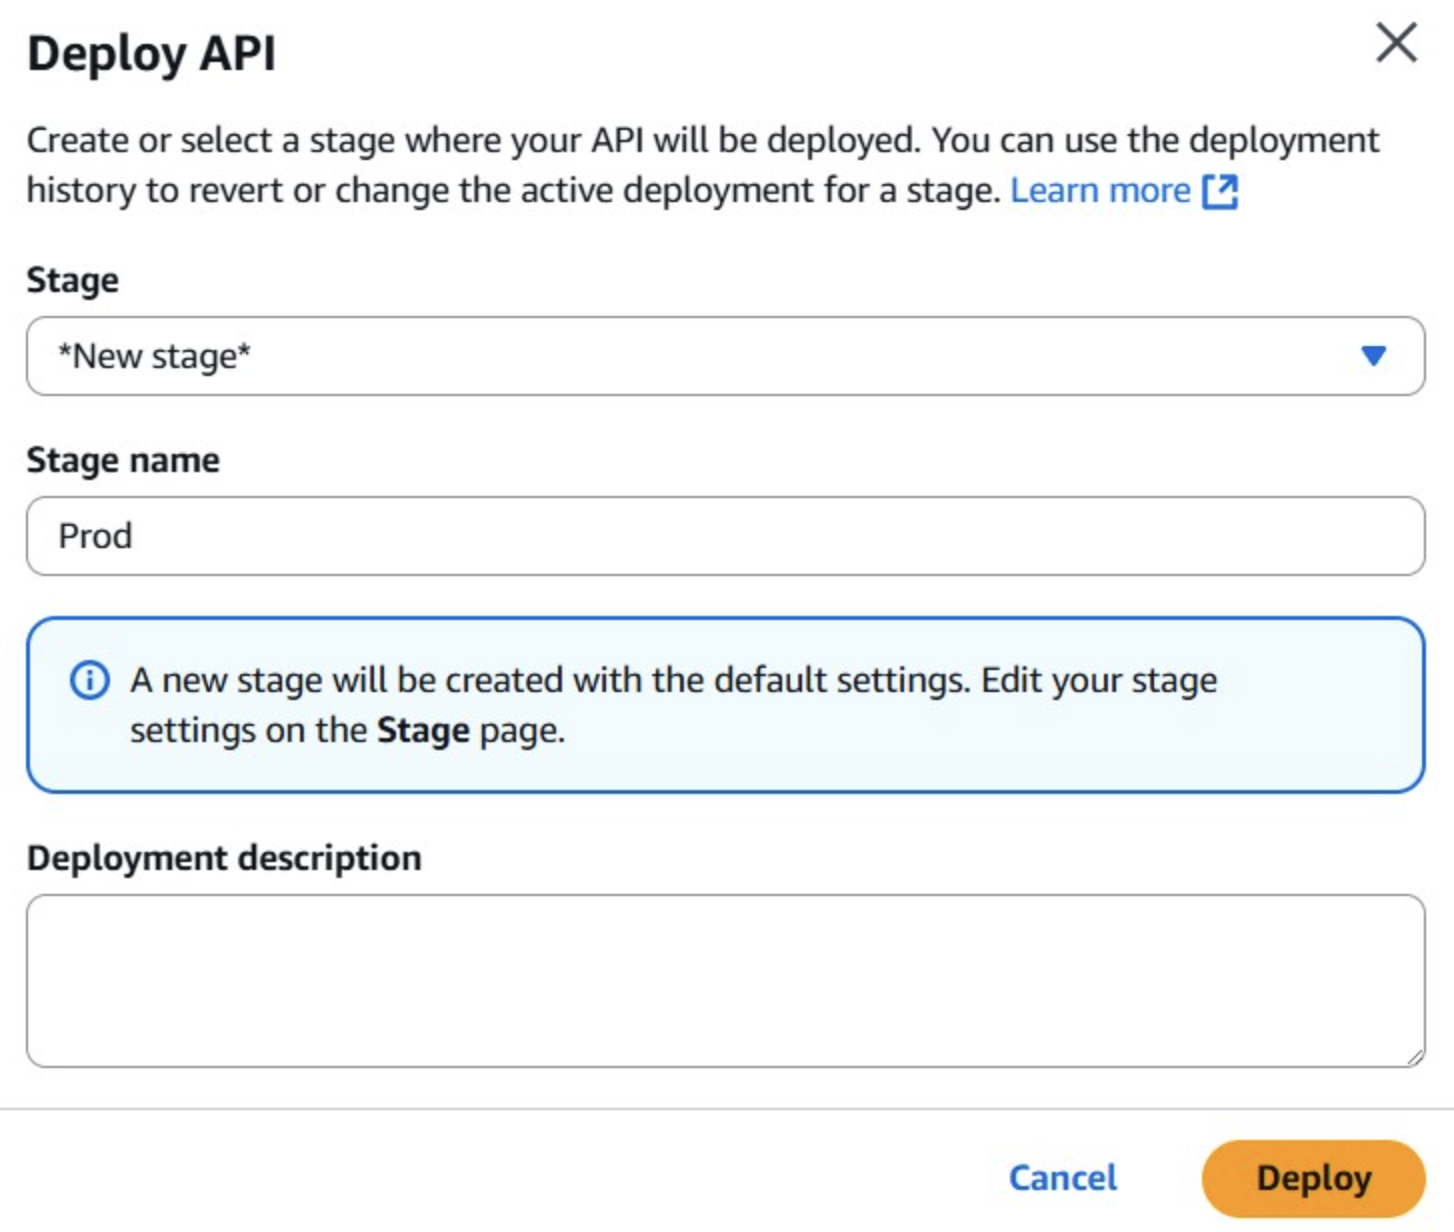 Deploy API
Create or select a stage where your API will be deployed. You can use the deployment
history to revert or change the active deployment for a stage. Learn more
Stage
*New stage*
Stage name
Prod
A new stage will be created with the default settings. Edit your stage
settings on the Stage page.
Deployment description
Cancel
Deploy